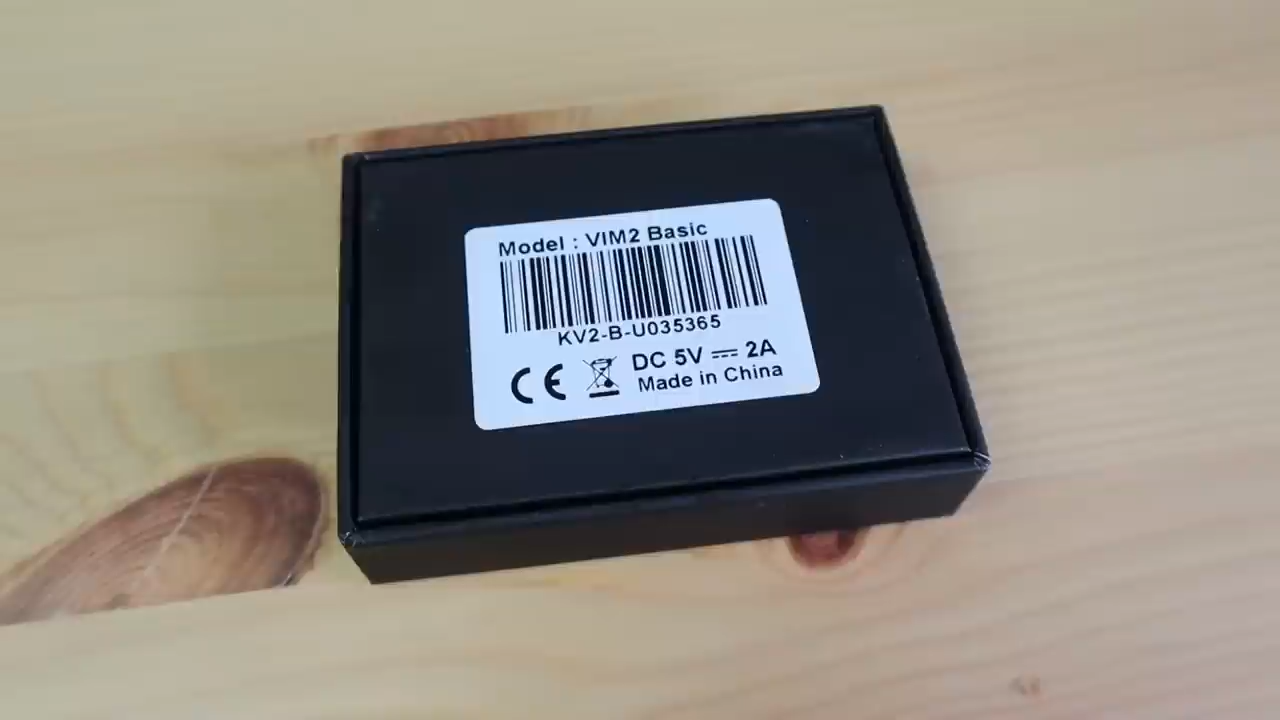 Model : VIM2 Basic
KV2-B-U035365
CE
DC 5V ⎓ 2A
Made in China